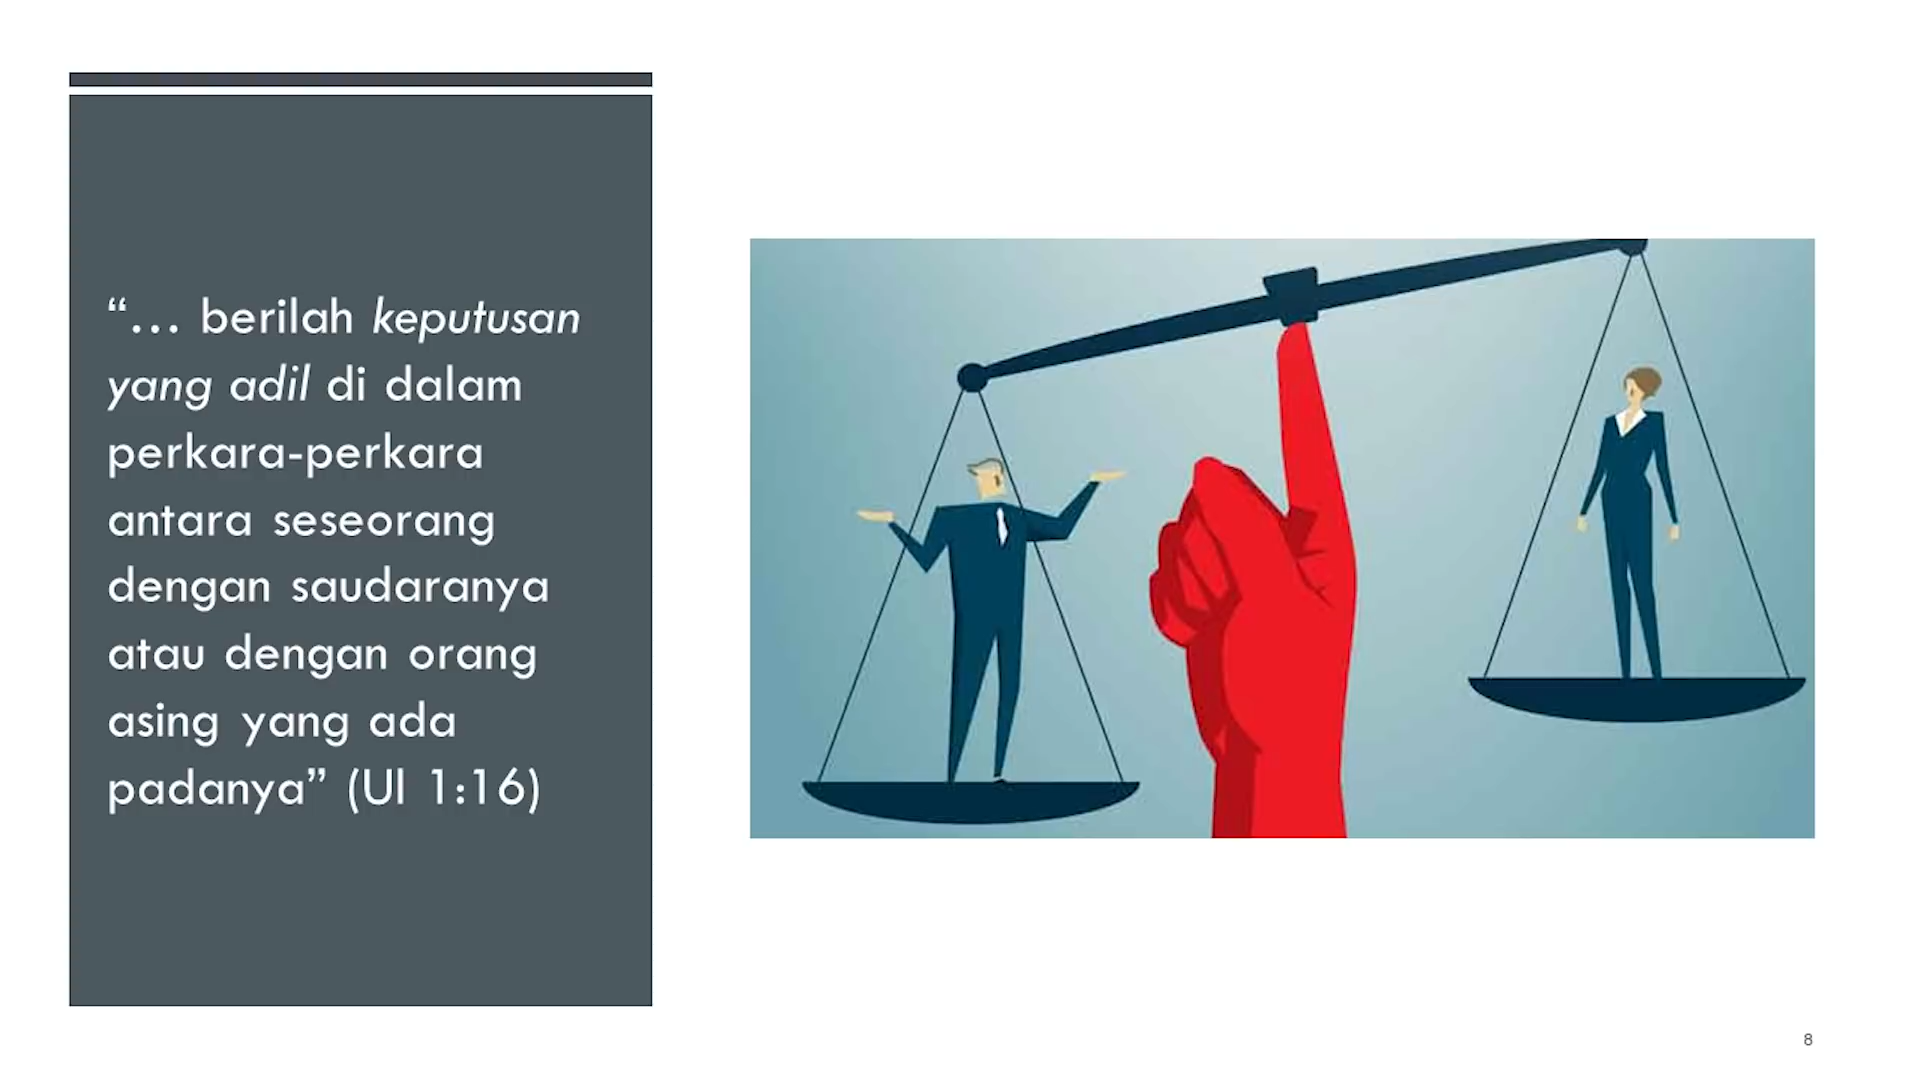 “… berilah keputusan
yang adil di dalam
perkara-perkara
antara seseorang
dengan saudaranya
atau dengan orang
asing yang ada
padanya” (Ul 1:16)
8